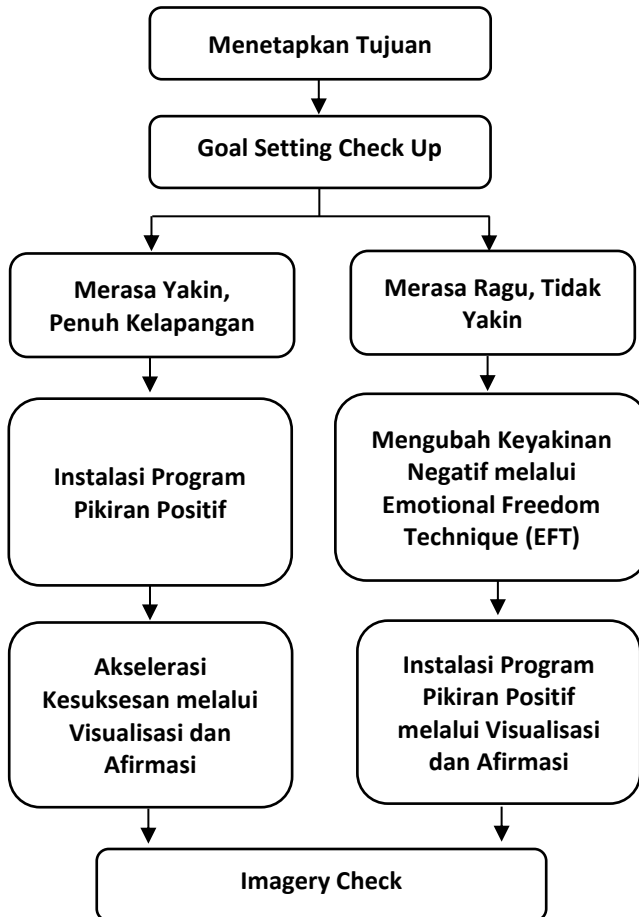 Menetapkan Tujuan
Goal Setting Check Up
Merasa Yakin,
Penuh Kelapangan
Merasa Ragu, Tidak
Yakin
Instalasi Program
Pikiran Positif
Mengubah Keyakinan
Negatif melalui
Emotional Freedom
Technique (EFT)
Akselerasi
Kesuksesan melalui
Visualisasi dan
Afirmasi
Instalasi Program
Pikiran Positif
melalui Visualisasi
dan Afirmasi
Imagery Check